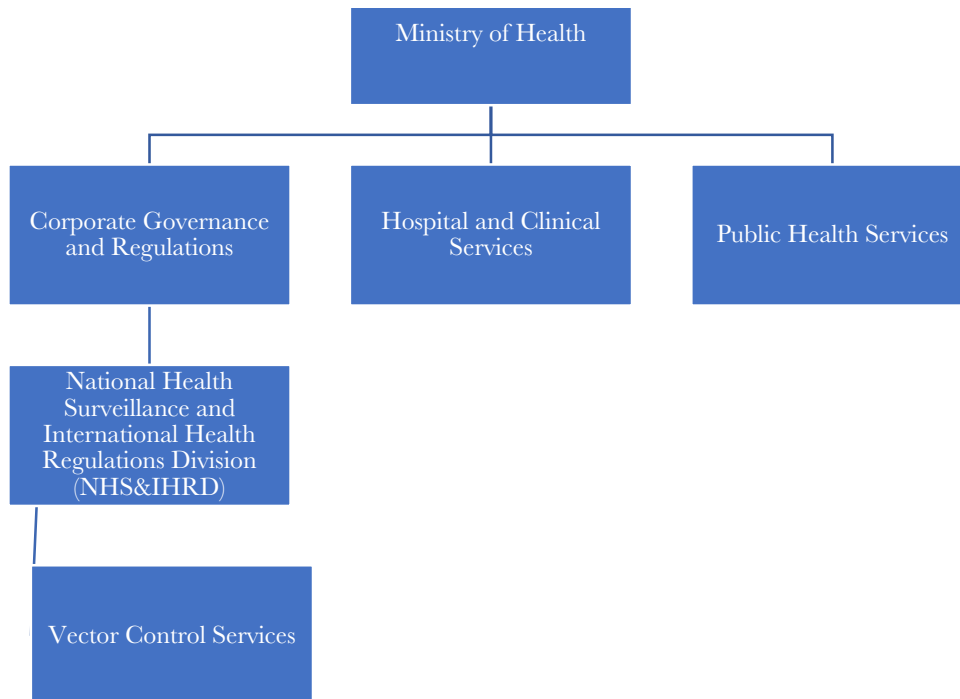 Ministry of Health
Corporate Governance
and Regulations
Hospital and Clinical
Services
Public Health Services
National Health
Surveillance and
International Health
Regulations Division
(NHS&IHRD)
Vector Control Services